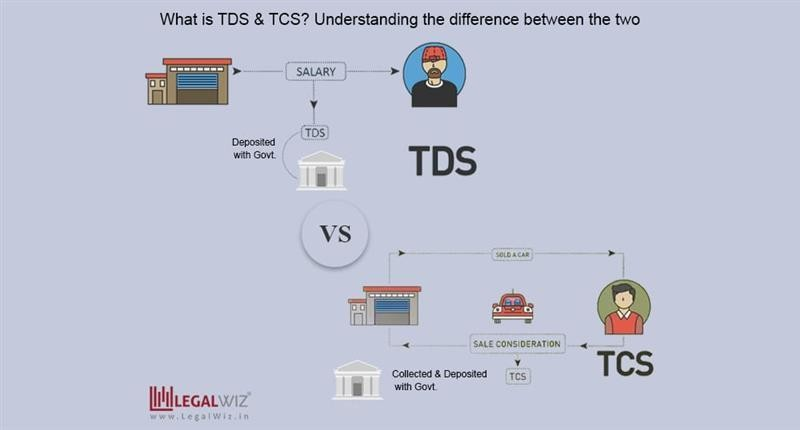 What is TDS & TCS? Understanding the difference between the two
SALARY
TDS
Deposited
with Govt.
TDS
VS
SOLD A CAR
SALE CONSIDERATION
TCS
Collected & Deposited
with Govt.
TCS
LEGALWIZ®
www.LegalWiz.in